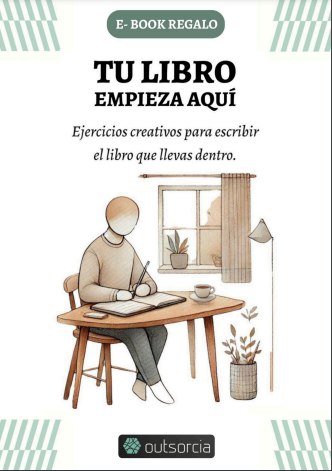 E- BOOK REGALO
TU LIBRO
EMPIEZA AQUÍ
Ejercicios creativos para escribir
el libro que llevas dentro.
outsorcia